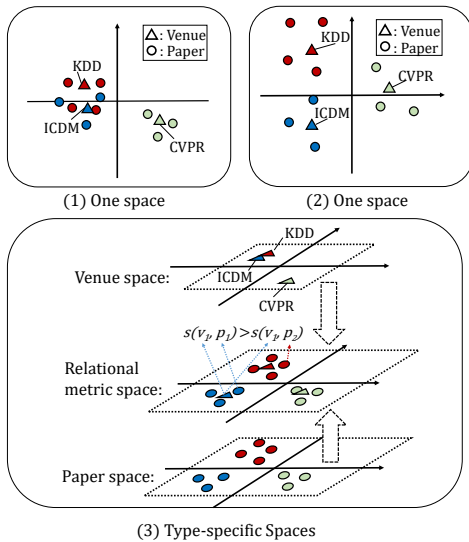 △: Venue
○: Paper
KDD
ICDM
CVPR
(1) One space
△: Venue
○: Paper
KDD
CVPR
ICDM
(2) One space
KDD
Venue space:
ICDM
CVPR
s(v1, p1)>s(v1, p2)
Relational
metric space:
Paper space:
(3) Type-specific Spaces